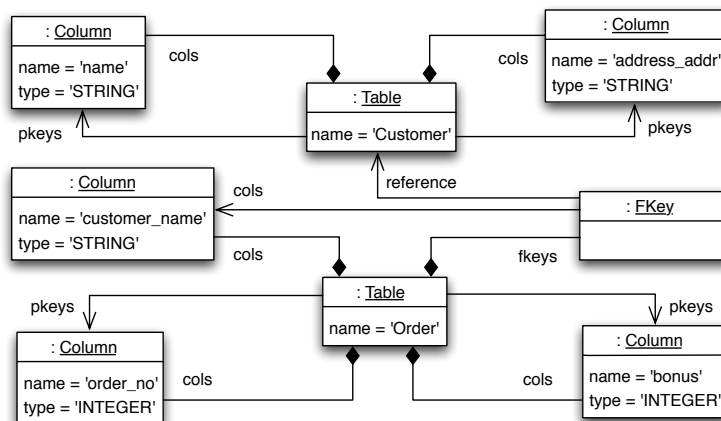 : Column
name = 'name'
type = 'STRING'
cols
cols
: Column
name = 'address_addr'
type = 'STRING'
: Table
name = 'Customer'
pkeys
pkeys
reference
: Column
name = 'customer_name'
type = 'STRING'
cols
: FKey
cols
fkeys
: Table
name = 'Order'
pkeys
pkeys
: Column
name = 'order_no'
type = 'INTEGER'
cols
cols
: Column
name = 'bonus'
type = 'INTEGER'